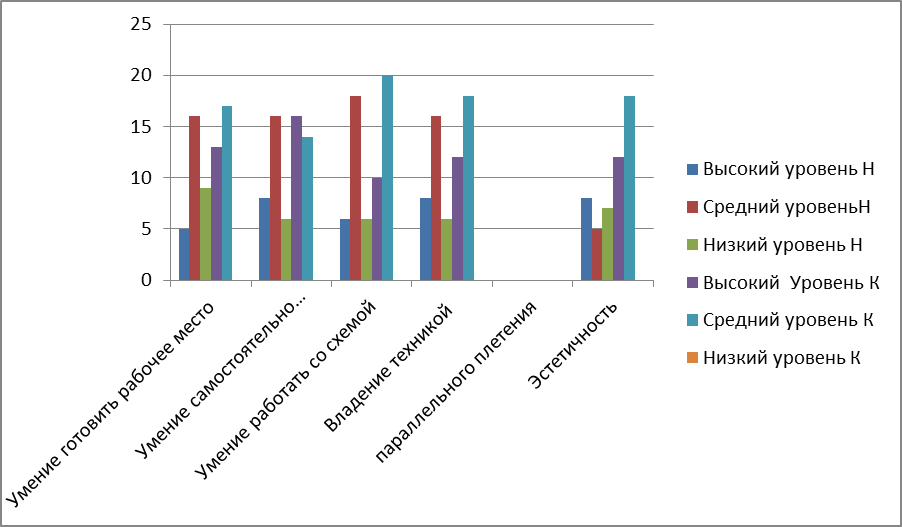 25
20
15
10
5
0
Умение готовить рабочее место
Умение самостоятельно...
Умение работать со схемой
Владение техникой
параллельного плетения
Эстетичность
Высокий уровень Н
Средний уровеньН
Низкий уровень Н
Высокий Уровень К
Средний уровень К
Низкий уровень К